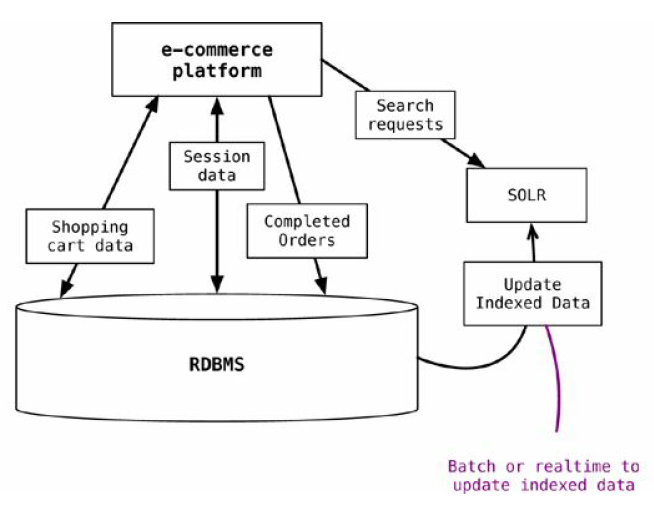 e-commerce
platform
Search
requests
Session
data
SOLR
Shopping
cart data
Completed
Orders
Update
Indexed Data
RDBMS
Batch or realtime to
update indexed data